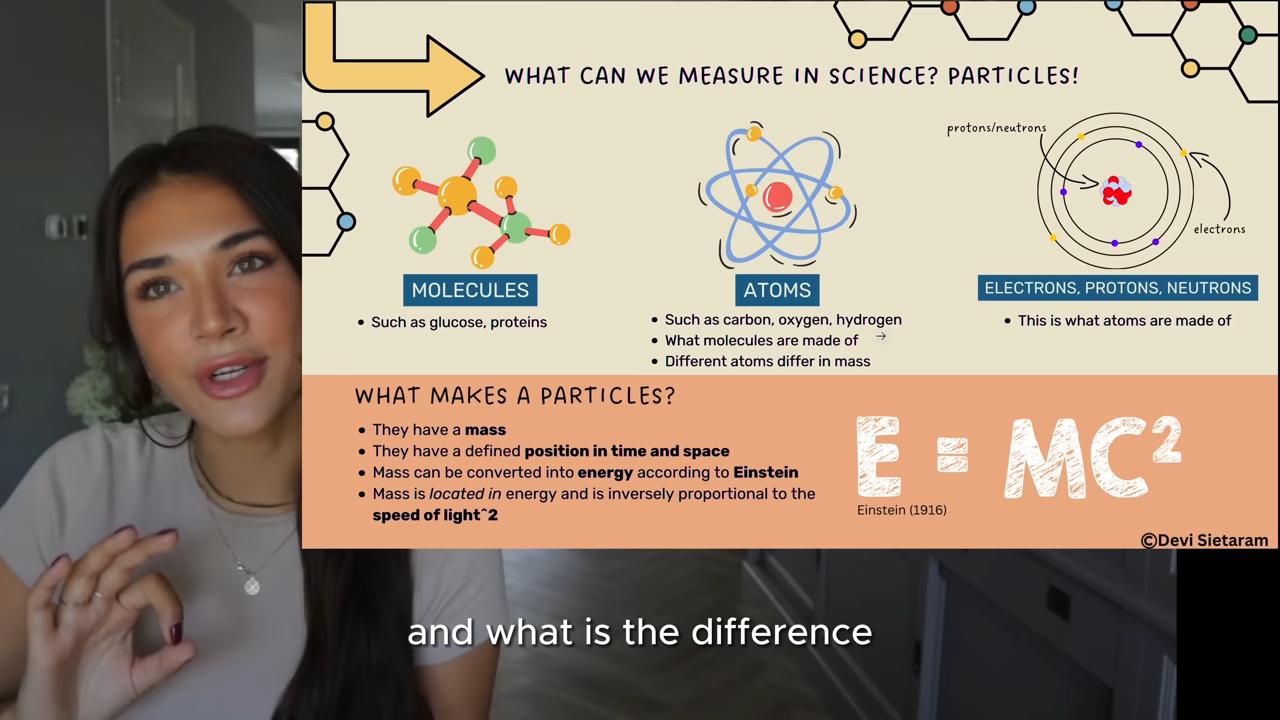 WHAT CAN WE MEASURE IN SCIENCE? PARTICLES!
protons/neutrons
electrons
MOLECULES
Such as glucose, proteins
ATOMS
Such as carbon, oxygen, hydrogen
What molecules are made of →
Different atoms differ in mass
ELECTRONS, PROTONS, NEUTRONS
This is what atoms are made of
WHAT MAKES A PARTICLES?
They have a mass
They have a defined position in time and space
Mass can be converted into energy according to Einstein
Mass is located in energy and is inversely proportional to the
speed of light^2
E = MC²
Einstein (1916)
©Devi Sietaram
and what is the difference